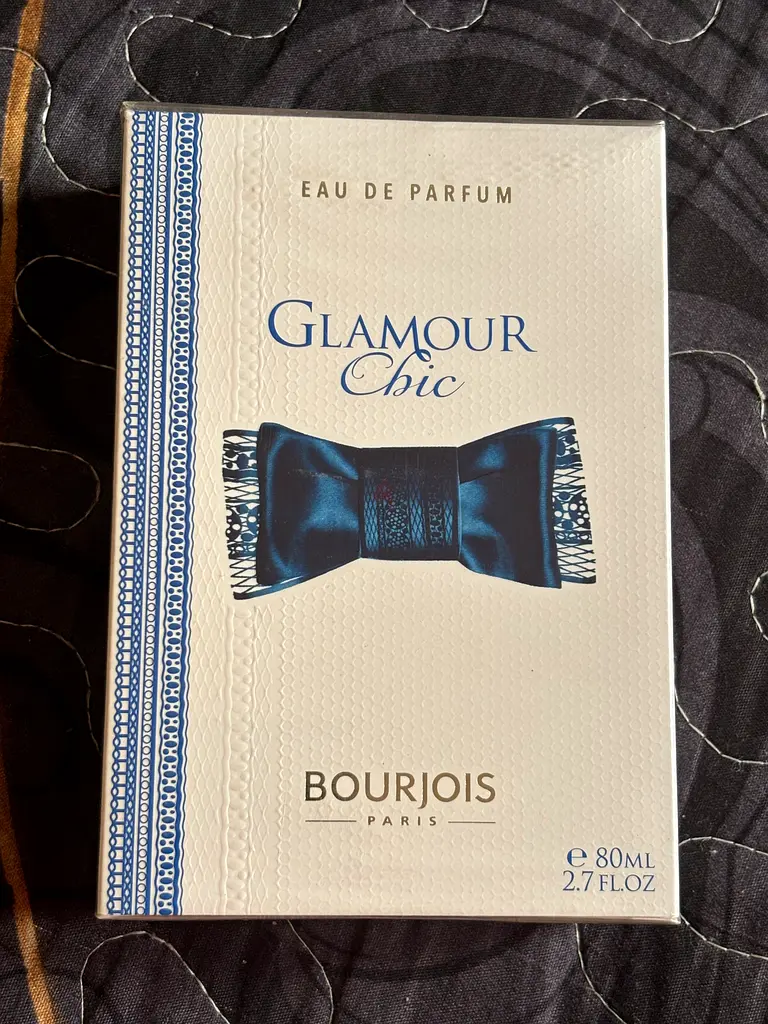 EAU DE PARFUM
GLAMOUR
Chic
BOURJOIS
PARIS
℮ 80ML
2.7 FL.OZ